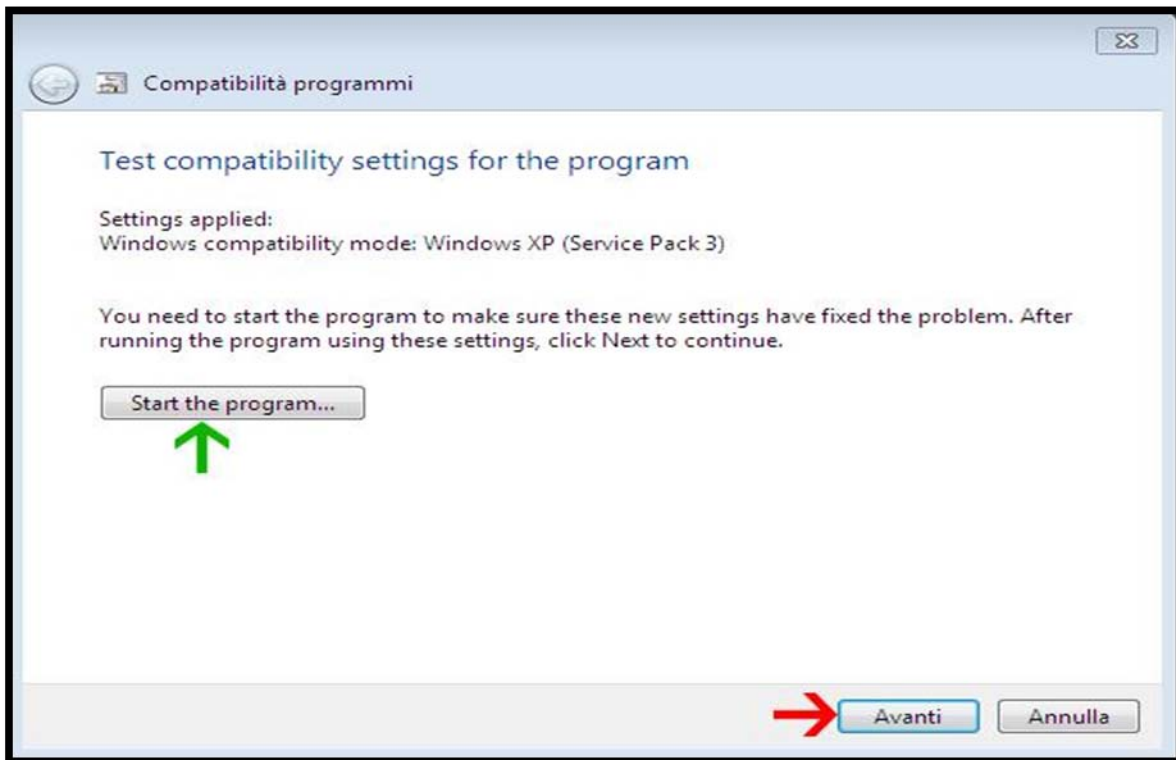 Compatibilità programmi
Test compatibility settings for the program
Settings applied:
Windows compatibility mode: Windows XP (Service Pack 3)
You need to start the program to make sure these new settings have fixed the problem. After
running the program using these settings, click Next to continue.
Start the program...
Avanti
Annulla